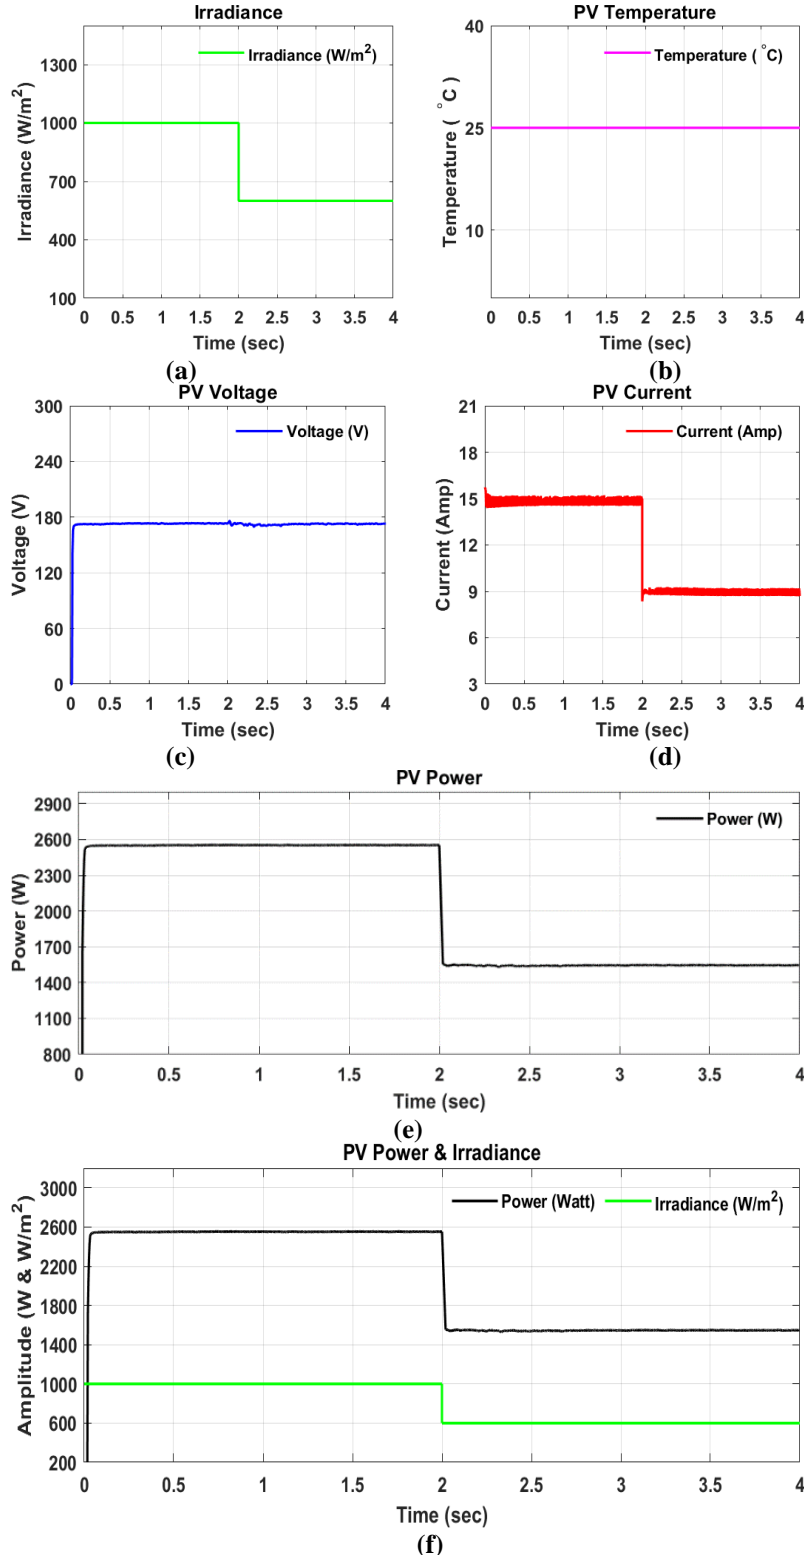 Irradiance
Irradiance (W/m²)
Irradiance (W/m²)
1300
1000
700
400
100
0 0.5 1 1.5 2 2.5 3 3.5 4
Time (sec)
(a)
PV Temperature
Temperature ( °C)
Temperature ( °C)
40
25
10
0 0.5 1 1.5 2 2.5 3 3.5 4
Time (sec)
(b)
PV Voltage
Voltage (V)
Voltage (V)
300
240
180
120
60
0
0 0.5 1 1.5 2 2.5 3 3.5 4
Time (sec)
(c)
PV Current
Current (Amp)
Current (Amp)
21
18
15
12
9
6
3
0 0.5 1 1.5 2 2.5 3 3.5 4
Time (sec)
(d)
PV Power
Power (W)
Power (W)
2900
2600
2300
2000
1700
1400
1100
800
0 0.5 1 1.5 2 2.5 3 3.5 4
Time (sec)
(e)
PV Power & Irradiance
Power (Watt) Irradiance (W/m²)
Amplitude (W & W/m²)
3000
2600
2200
1800
1400
1000
600
200
0 0.5 1 1.5 2 2.5 3 3.5 4
Time (sec)
(f)